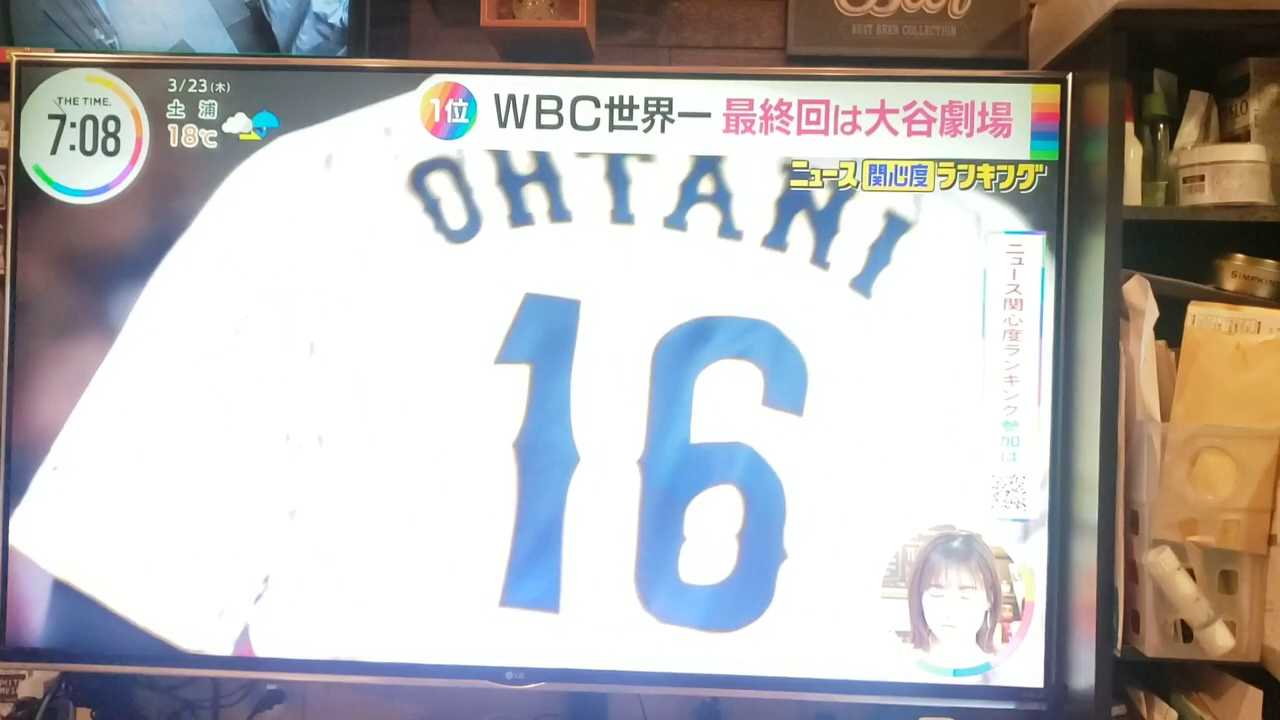 BEST BEER COLLECTION
THE TIME,
7:08
3/23(木)
土浦
18℃
1位
WBC世界一 最終回は大谷劇場
ニュース関心度ランキング
OHTANI
16
ニュース関心度ランキング参加は
LG